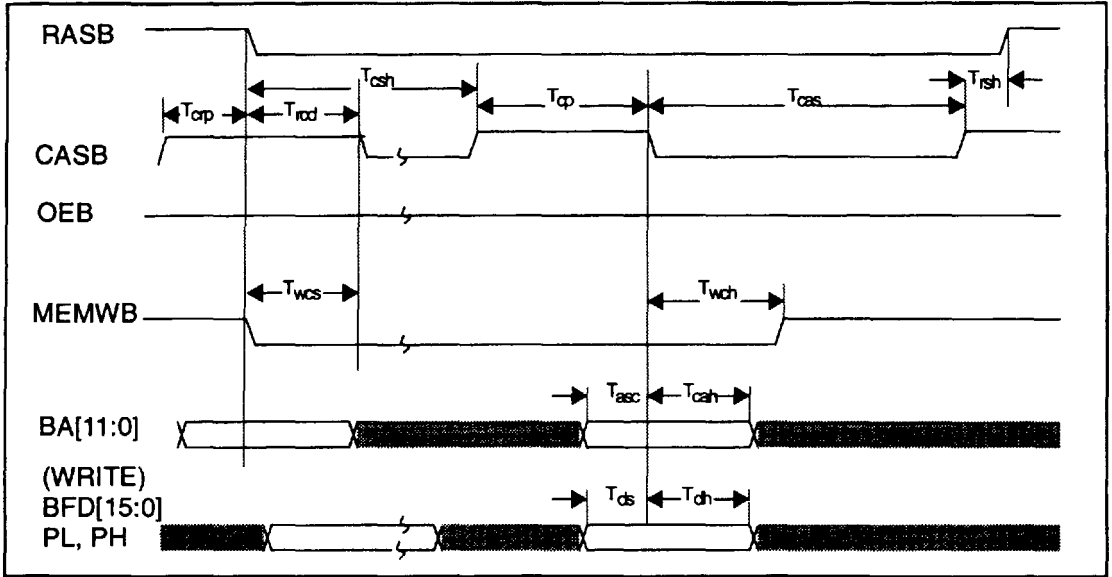 RASB
Tcsh
Trsh
Tcrp
Trcd
Tcp
Tcas
CASB
OEB
Twcs
Twch
MEMWB
Tasc
Tcah
BA[11:0]
(WRITE)
BFD[15:0]
Tds
Tdh
PL, PH